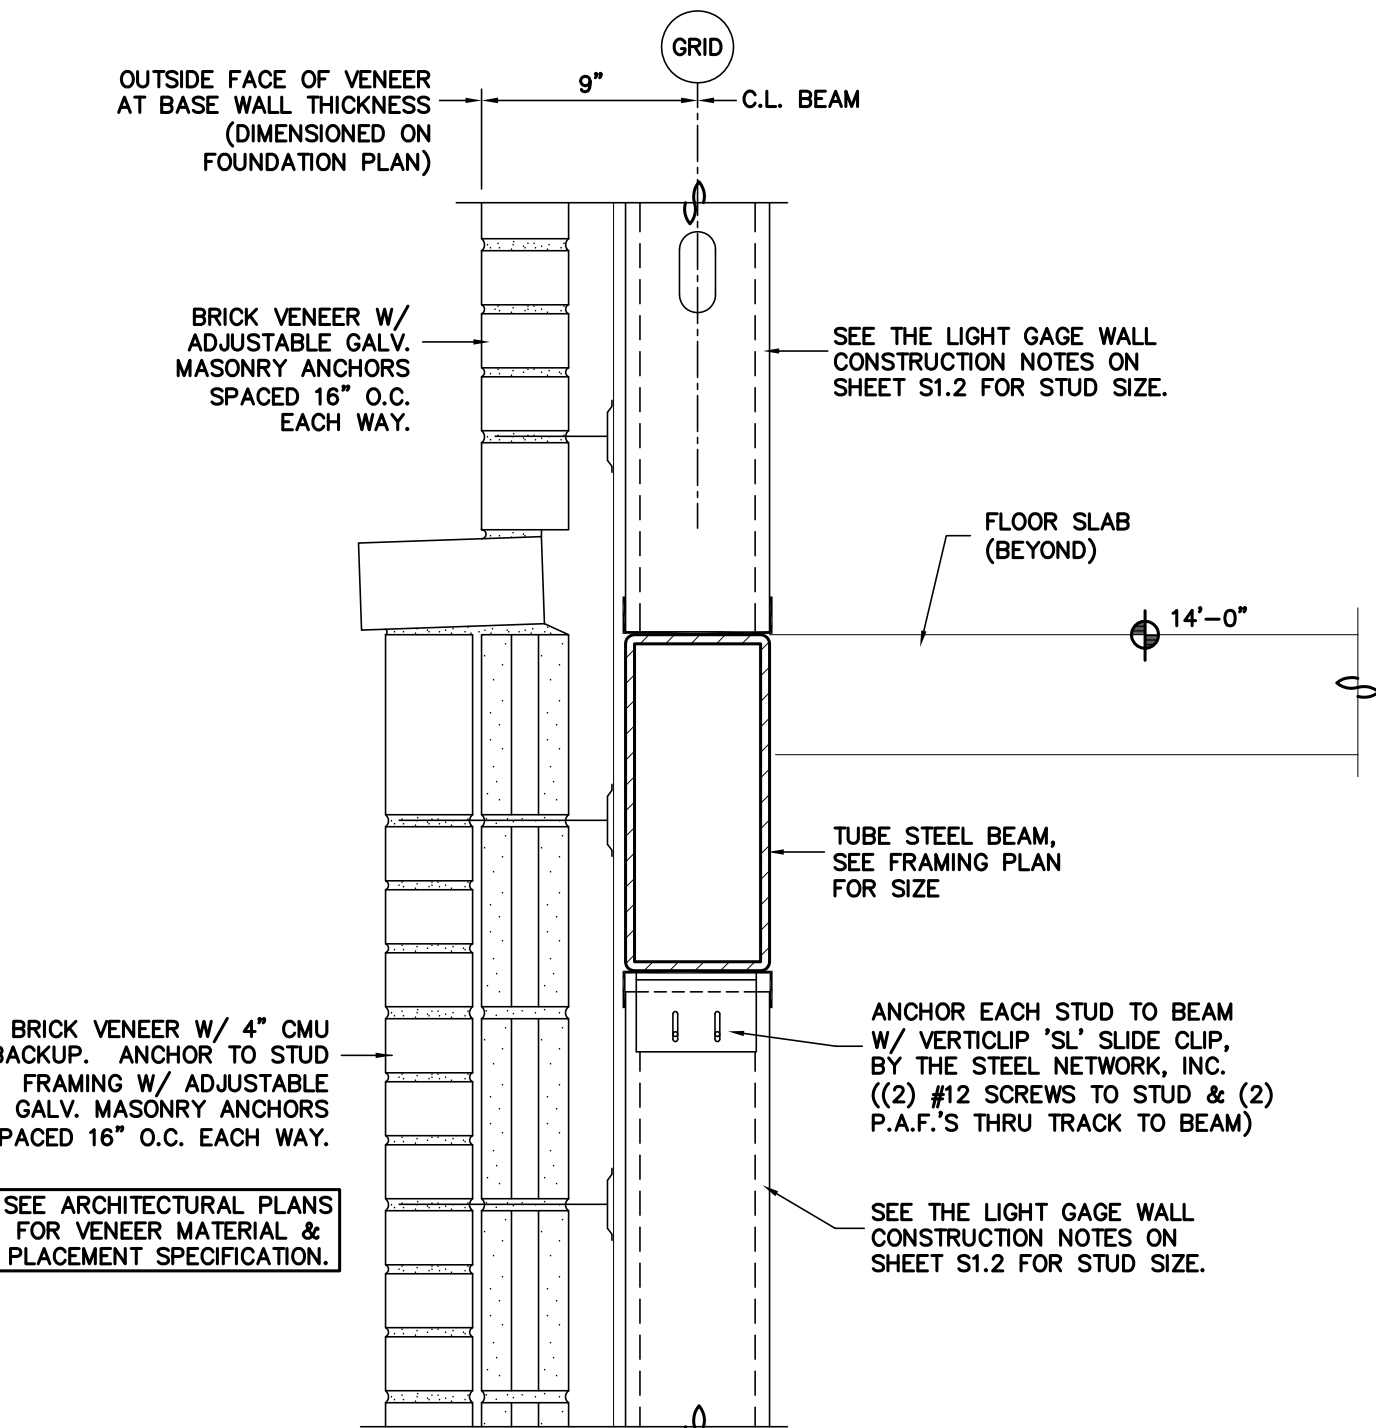 GRID
OUTSIDE FACE OF VENEER
AT BASE WALL THICKNESS
(DIMENSIONED ON
FOUNDATION PLAN)
9"
C.L. BEAM
BRICK VENEER W/
ADJUSTABLE GALV.
MASONRY ANCHORS
SPACED 16" O.C.
EACH WAY.
SEE THE LIGHT GAGE WALL
CONSTRUCTION NOTES ON
SHEET S1.2 FOR STUD SIZE.
FLOOR SLAB
(BEYOND)
14'-0"
TUBE STEEL BEAM,
SEE FRAMING PLAN
FOR SIZE
BRICK VENEER W/ 4" CMU
BACKUP. ANCHOR TO STUD
FRAMING W/ ADJUSTABLE
GALV. MASONRY ANCHORS
SPACED 16" O.C. EACH WAY.
ANCHOR EACH STUD TO BEAM
W/ VERTICLIP 'SL' SLIDE CLIP,
BY THE STEEL NETWORK, INC.
((2) #12 SCREWS TO STUD & (2)
P.A.F.'S THRU TRACK TO BEAM)
SEE ARCHITECTURAL PLANS
FOR VENEER MATERIAL &
PLACEMENT SPECIFICATION.
SEE THE LIGHT GAGE WALL
CONSTRUCTION NOTES ON
SHEET S1.2 FOR STUD SIZE.